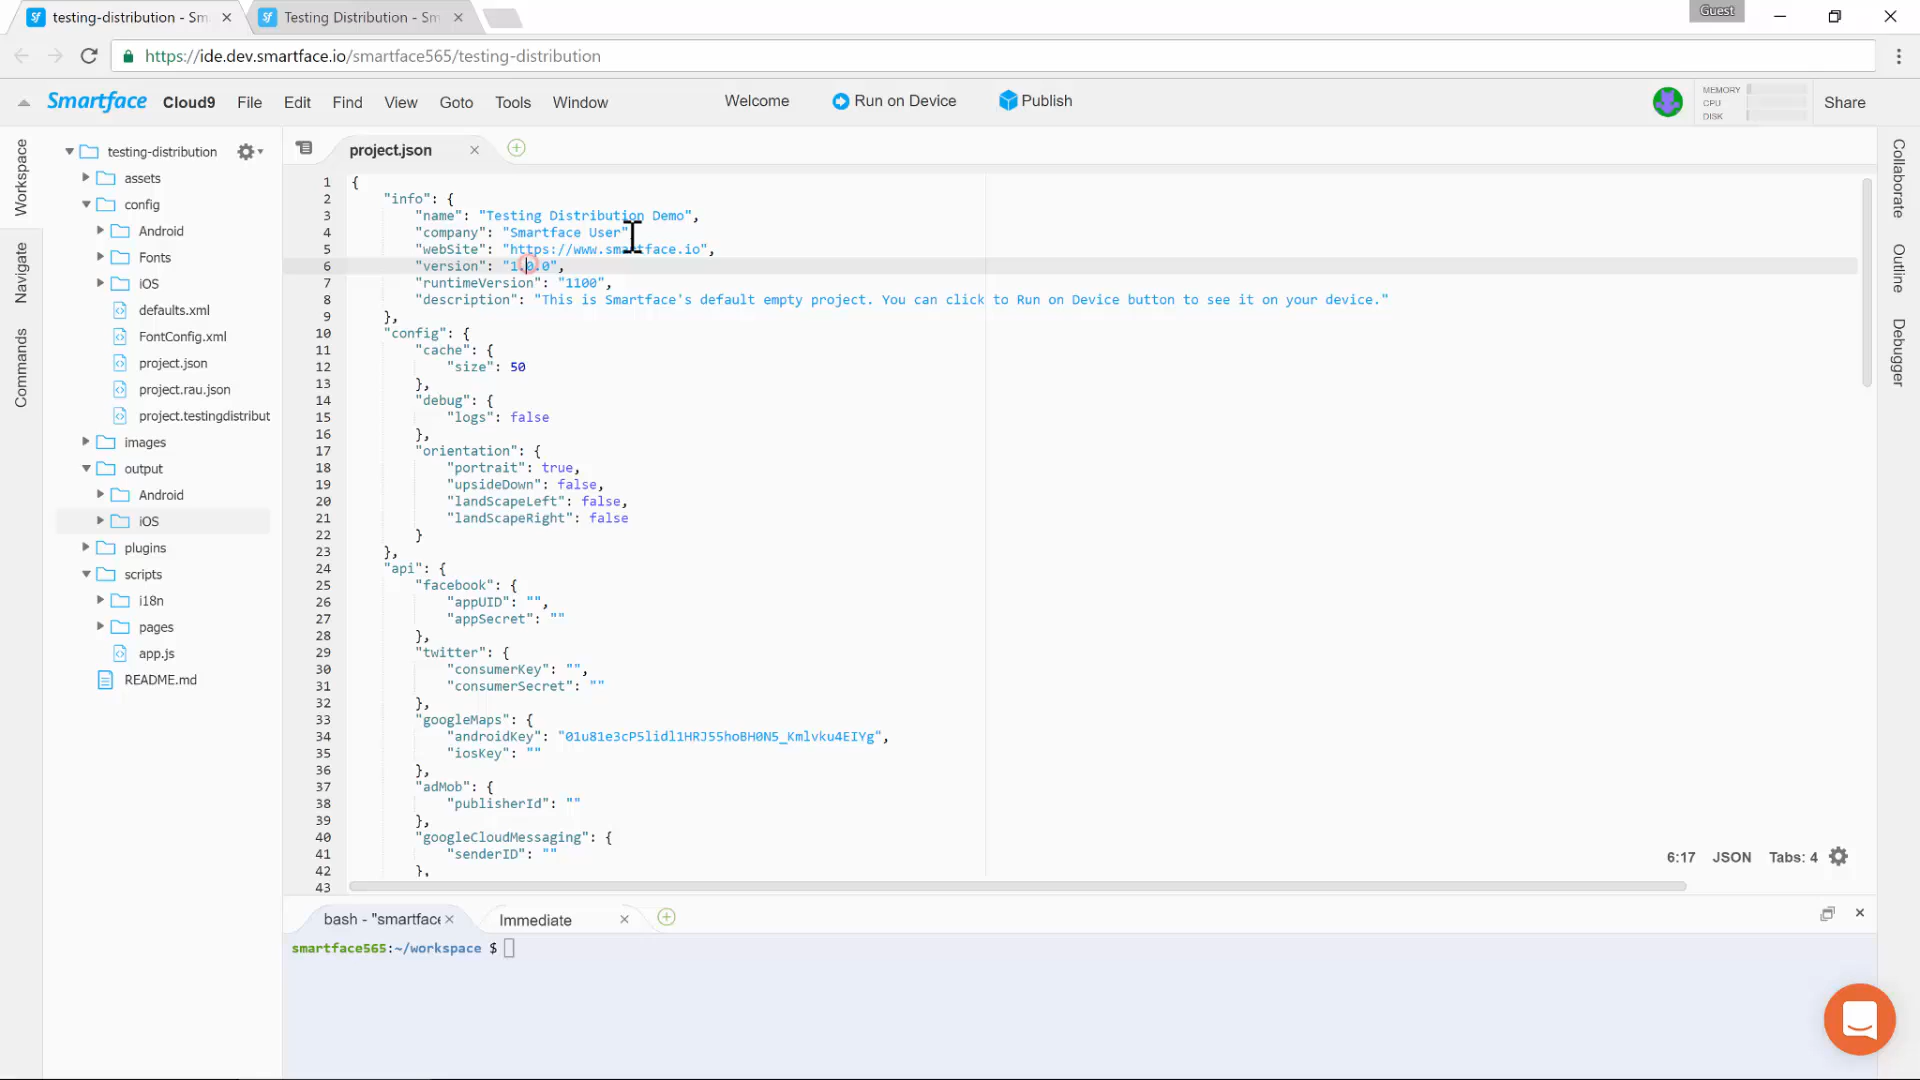 testing-distribution - Sm
Testing Distribution - Sm
Guest
https://ide.dev.smartface.io/smartface565/testing-distribution
Smartface Cloud9 File Edit Find View Goto Tools Window Welcome Run on Device Publish
MEMORY
CPU
DISK
Share
Workspace
Navigate
Commands
testing-distribution
assets
config
Android
Fonts
iOS
defaults.xml
FontConfig.xml
project.json
project.rau.json
project.testingdistribut
images
output
Android
iOS
plugins
scripts
i18n
pages
app.js
README.md
project.json
1 {
2 "info": {
3 "name": "Testing Distribution Demo",
4 "company": "Smartface User"
5 "webSite": "https://www.smartface.io",
6 "version": "1.0.0",
7 "runtimeVersion": "1100",
8 "description": "This is Smartface's default empty project. You can click to Run on Device button to see it on your device."
9 },
10 "config": {
11 "cache": {
12 "size": 50
13 },
14 "debug": {
15 "logs": false
16 },
17 "orientation": {
18 "portrait": true,
19 "upsideDown": false,
20 "landScapeLeft": false,
21 "landScapeRight": false
22 }
23 },
24 "api": {
25 "facebook": {
26 "appUID": "",
27 "appSecret": ""
28 },
29 "twitter": {
30 "consumerKey": "",
31 "consumerSecret": ""
32 },
33 "googleMaps": {
34 "androidKey": "01u81e3cP5lidl1HRJ55hoBH0N5_Kmlvku4EIYg",
35 "iosKey": ""
36 },
37 "adMob": {
38 "publisherId": ""
39 },
40 "googleCloudMessaging": {
41 "senderID": ""
42 },
43
6:17 JSON Tabs: 4
Collaborate
Outline
Debugger
bash - "smartface
Immediate
smartface565:~/workspace $